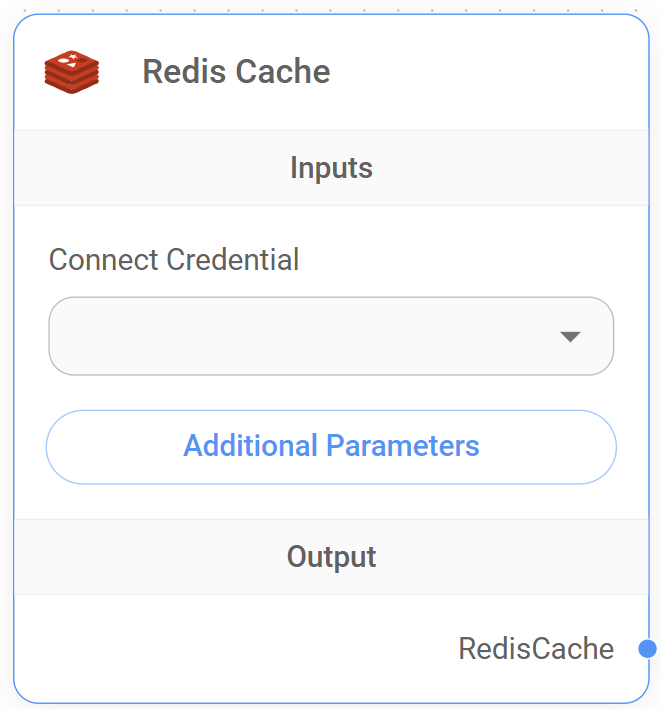 Redis Cache
Inputs
Connect Credential
Additional Parameters
Output
RedisCache